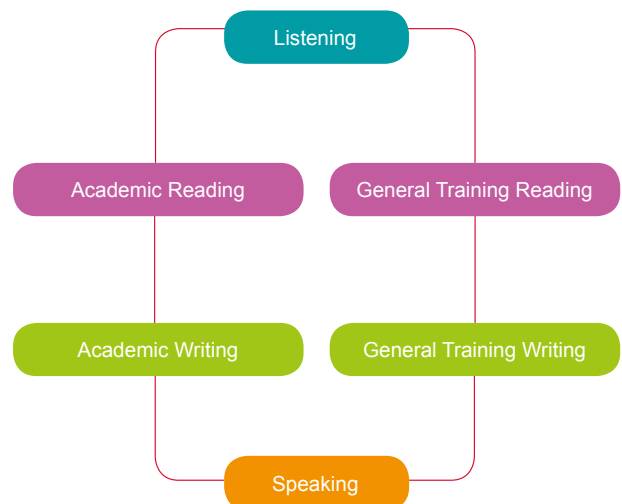 Listening
Academic Reading
General Training Reading
Academic Writing
General Training Writing
Speaking